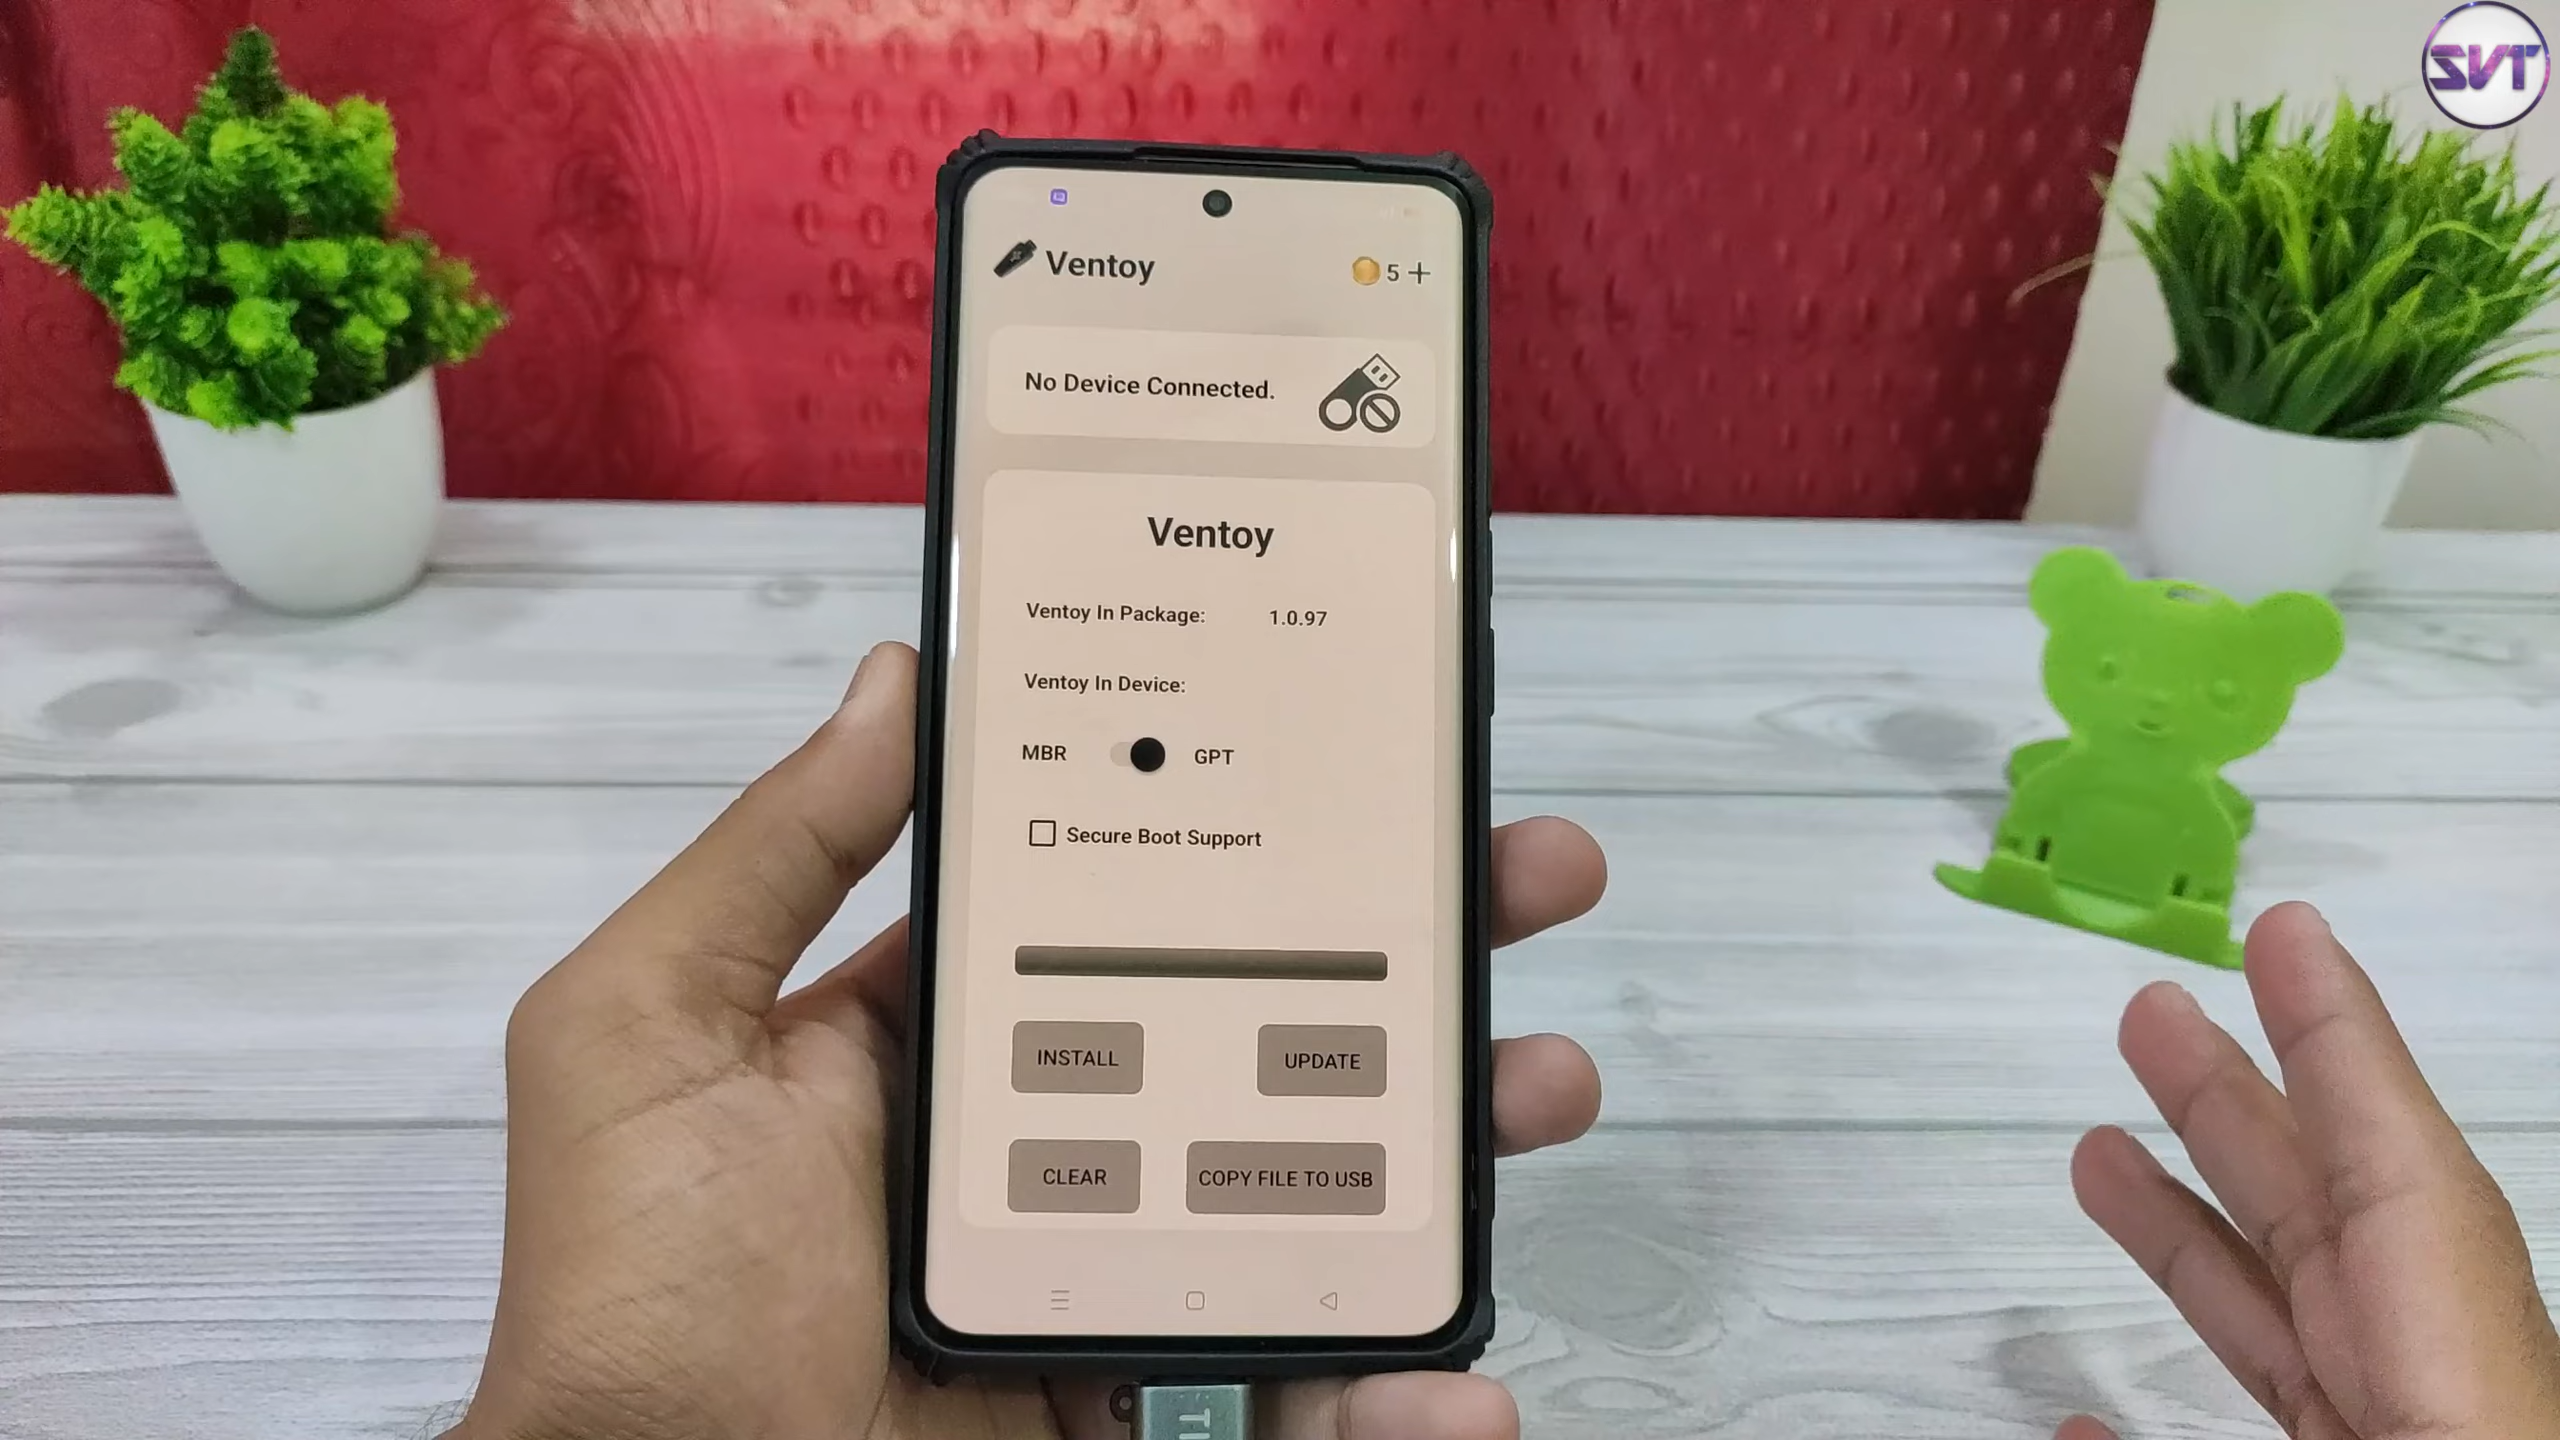 SVT
Ventoy
5 +
No Device Connected.
Ventoy
Ventoy In Package: 1.0.97
Ventoy In Device:
MBR GPT
Secure Boot Support
INSTALL UPDATE
CLEAR COPY FILE TO USB